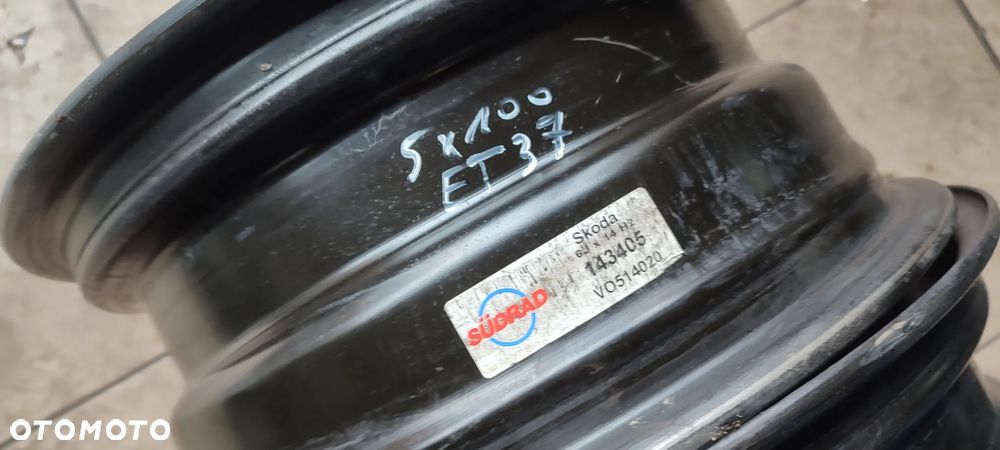 5x100
ET37
Skoda
6J x 14 H2
143405
VO514020
SÜDRAD
OTOMOTO